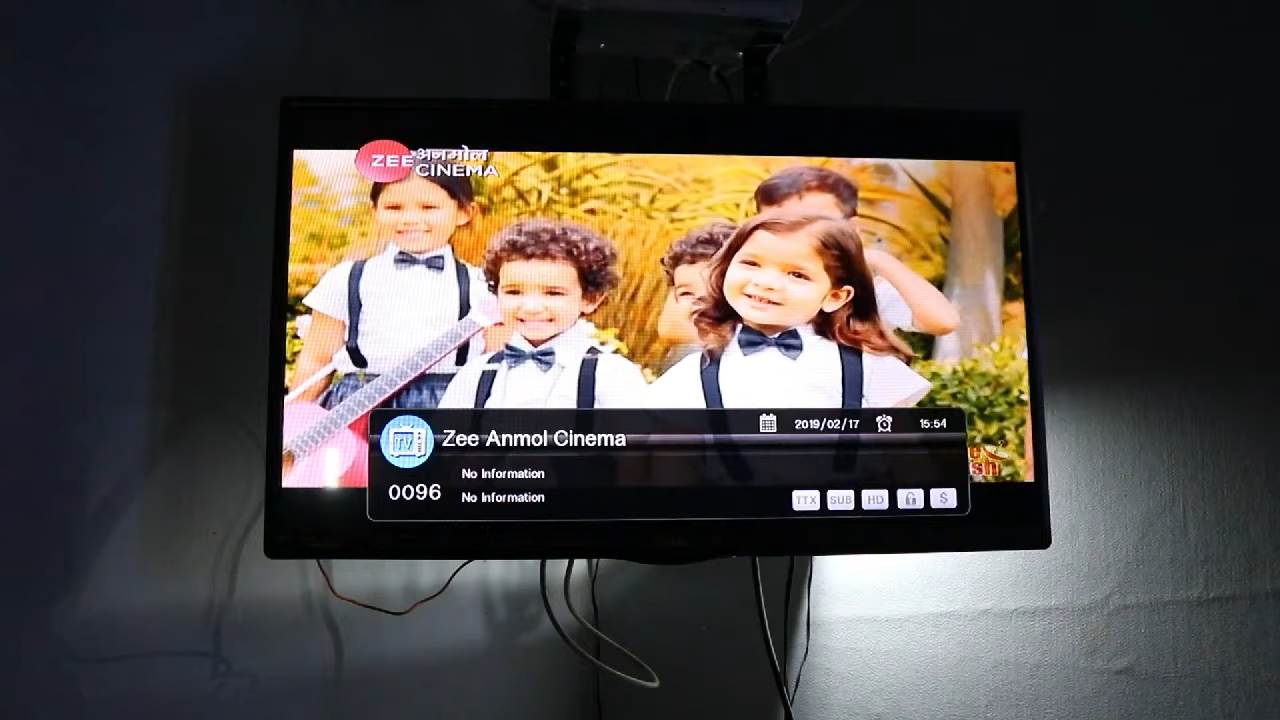 ZEE अनमोल
CINEMA
2019/02/17 15:54
TV Zee Anmol Cinema
No Information
0096 No Information
TTX SUB HD $